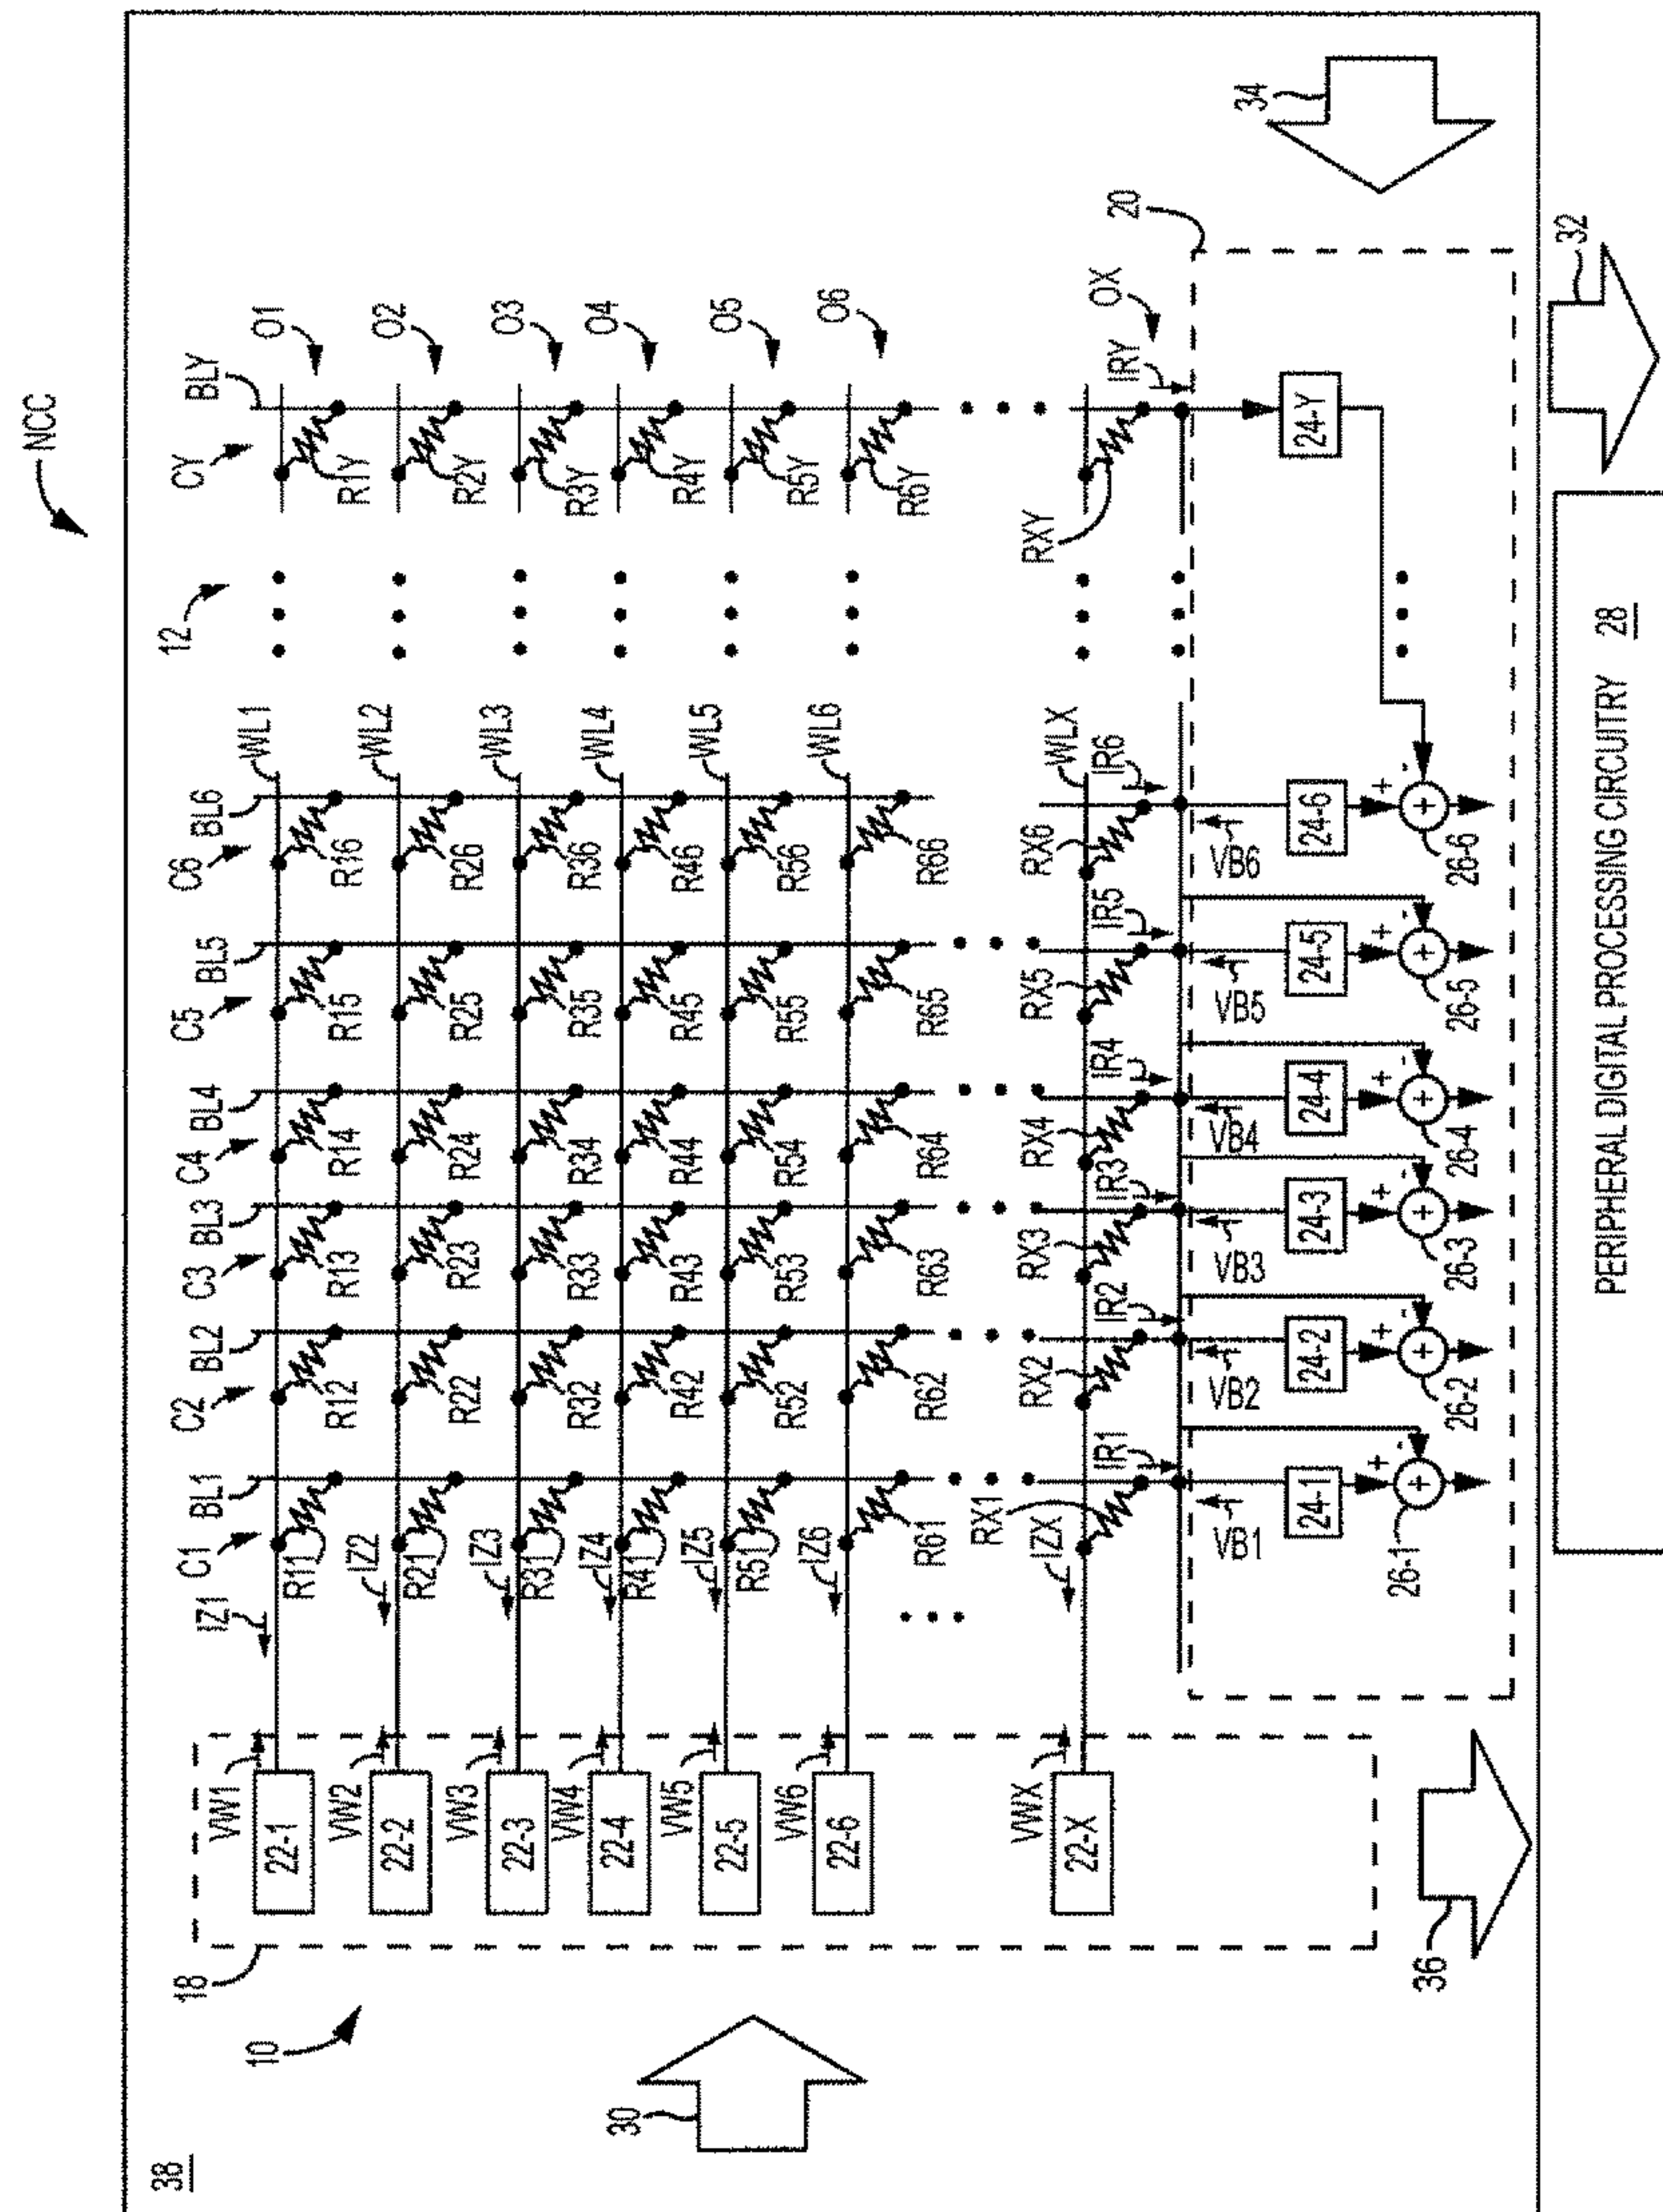 NCC
38
10
12
18
C1 BL1 C2 BL2 C3 BL3 C4 BL4 C5 BL5 C6 BL6 CY BLY
IZ1
VW1
22-1
R11 R12 R13 R14 R15 R16 WL1 R1Y O1
IZ2
VW2
22-2
R21 R22 R23 R24 R25 R26 WL2 R2Y O2
IZ3
VW3
22-3
R31 R32 R33 R34 R35 R36 WL3 R3Y O3
IZ4
VW4
22-4
R41 R42 R43 R44 R45 R46 WL4 R4Y O4
IZ5
VW5
22-5
R51 R52 R53 R54 R55 R56 WL5 R5Y O5
IZ6
VW6
22-6
R61 R62 R63 R64 R65 R66 WL6 R6Y O6
30
IZX
VWX
22-X
RX1 RX2 RX3 RX4 RX5 RX6 WLX RXY OX
IR1 IR2 IR3 IR4 IR5 IR6 IRY
20
34
VB1 VB2 VB3 VB4 VB5 VB6
24-1 24-2 24-3 24-4 24-5 24-6 24-Y
+ - + - + - + - + - + -
+ + + + + +
26-1 26-2 26-3 26-4 26-5 26-6
36
32
PERIPHERAL DIGITAL PROCESSING CIRCUITRY 28